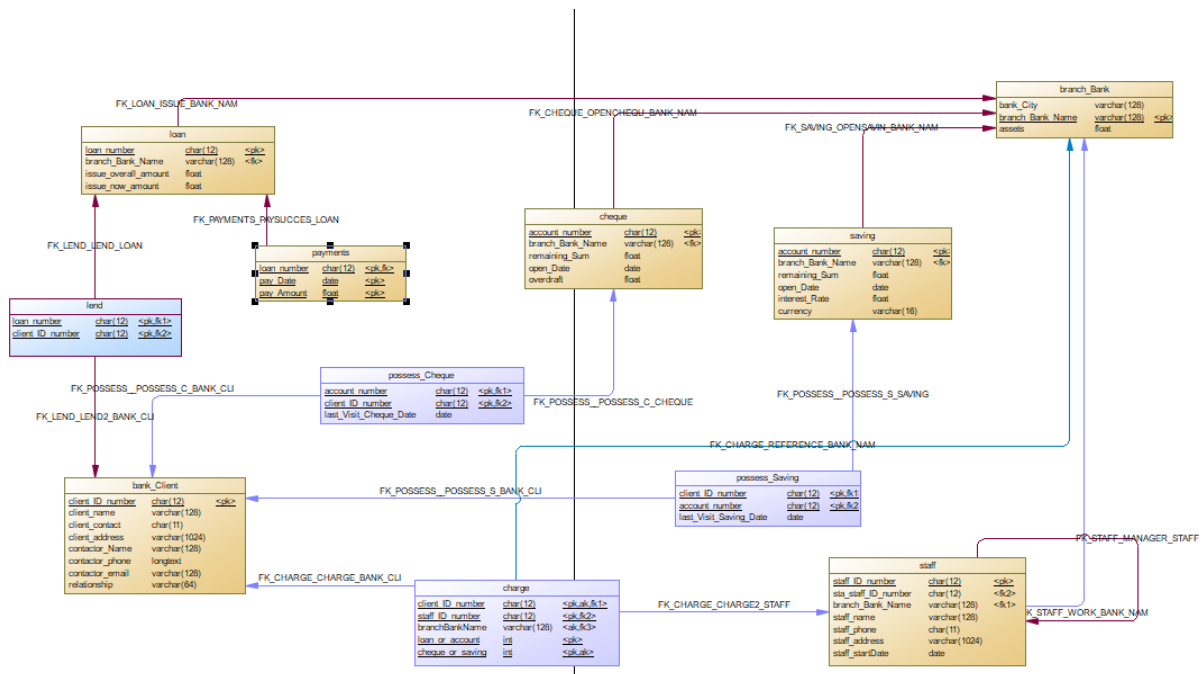 branch_Bank
bank_City varchar(128)
branch_Bank_Name varchar(128) <pk>
assets float
FK_LOAN_ISSUE_BANK_NAM
FK_CHEQUE_OPENCHEQU_BANK_NAM
FK_SAVING_OPENSAVIN_BANK_NAM
loan
loan_number char(12) <pk>
branch_Bank_Name varchar(128) <fk>
issue_overall_amount float
issue_now_amount float
FK_PAYMENTS_PAYSUCCES_LOAN
FK_LEND_LEND_LOAN
cheque
account_number char(12) <pk>
branch_Bank_Name varchar(128) <fk>
remaining_Sum float
open_Date date
overdraft float
saving
account_number char(12) <pk>
branch_Bank_Name varchar(128) <fk>
remaining_Sum float
open_Date date
interest_Rate float
currency varchar(16)
payments
loan_number char(12) <pk,fk>
pay_Date date <pk>
pay_Amount float <pk>
lend
loan_number char(12) <pk,fk1>
client_ID_number char(12) <pk,fk2>
possess_Cheque
account_number char(12) <pk,fk1>
client_ID_number char(12) <pk,fk2>
last_Visit_Cheque_Date date
FK_POSSESS__POSSESS_C_BANK_CLI
FK_POSSESS__POSSESS_C_CHEQUE
FK_POSSESS__POSSESS_S_SAVING
FK_LEND_LEND2_BANK_CLI
FK_CHARGE_REFERENCE_BANK_NAM
bank_Client
client_ID_number char(12) <pk>
client_name varchar(128)
client_contact char(11)
client_address varchar(1024)
contactor_Name varchar(128)
contactor_phone longtext
contactor_email varchar(128)
relationship varchar(64)
FK_POSSESS__POSSESS_S_BANK_CLI
possess_Saving
client_ID_number char(12) <pk,fk1
account_number char(12) <pk,fk2
last_Visit_Saving_Date date
FK_STAFF_MANAGER_STAFF
FK_CHARGE_CHARGE_BANK_CLI
charge
client_ID_number char(12) <pk,ak,fk1>
staff_ID_number char(12) <pk,fk2>
branchBankName varchar(128) <ak,fk3>
loan_or_account int <pk>
cheque_or_saving int <pk,ak>
FK_CHARGE_CHARGE2_STAFF
staff
staff_ID_number char(12) <pk>
sta_staff_ID_number char(12) <fk2>
branch_Bank_Name varchar(128) <fk1>
staff_name varchar(128)
staff_phone char(11)
staff_address varchar(1024)
staff_startDate date
K_STAFF_WORK_BANK_NAM